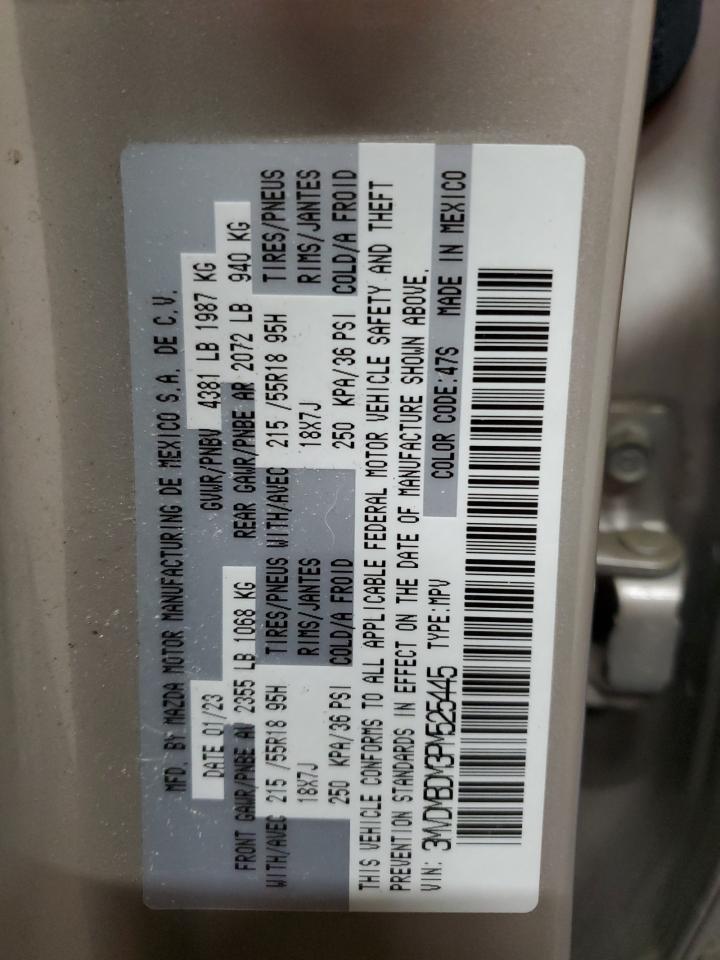 MFD. BY MAZDA MOTOR MANUFACTURING DE MEXICO S.A. DE C.V.
DATE 01/23 GVWR/PNBV 4381 LB 1987 KG
FRONT GAWR/PNBE AV 2355 LB 1068 KG REAR GAWR/PNBE AR 2072 LB 940 KG
WITH/AVEC 215 /55R18 95H TIRES/PNEUS WITH/AVEC 215 /55R18 95H TIRES/PNEUS
18X7J RIMS/JANTES 18X7J RIMS/JANTES
250 KPA/36 PSI COLD/A FROID 250 KPA/36 PSI COLD/A FROID
THIS VEHICLE CONFORMS TO ALL APPLICABLE FEDERAL MOTOR VEHICLE SAFETY AND THEFT
PREVENTION STANDARDS IN EFFECT ON THE DATE OF MANUFACTURE SHOWN ABOVE.
VIN: 3MVDMBDM3PM525445 TYPE:MPV COLOR CODE:47S MADE IN MEXICO